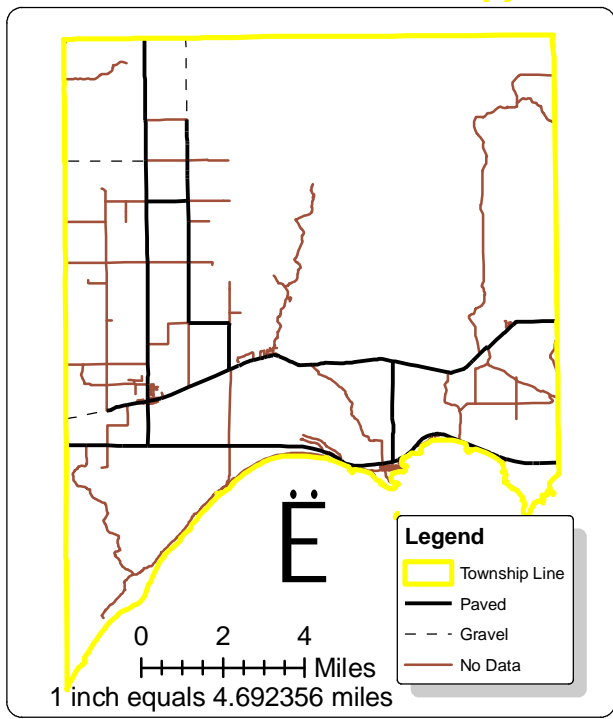 Ë
Legend
Township Line
Paved
Gravel
No Data
0 2 4
Miles
1 inch equals 4.692356 miles